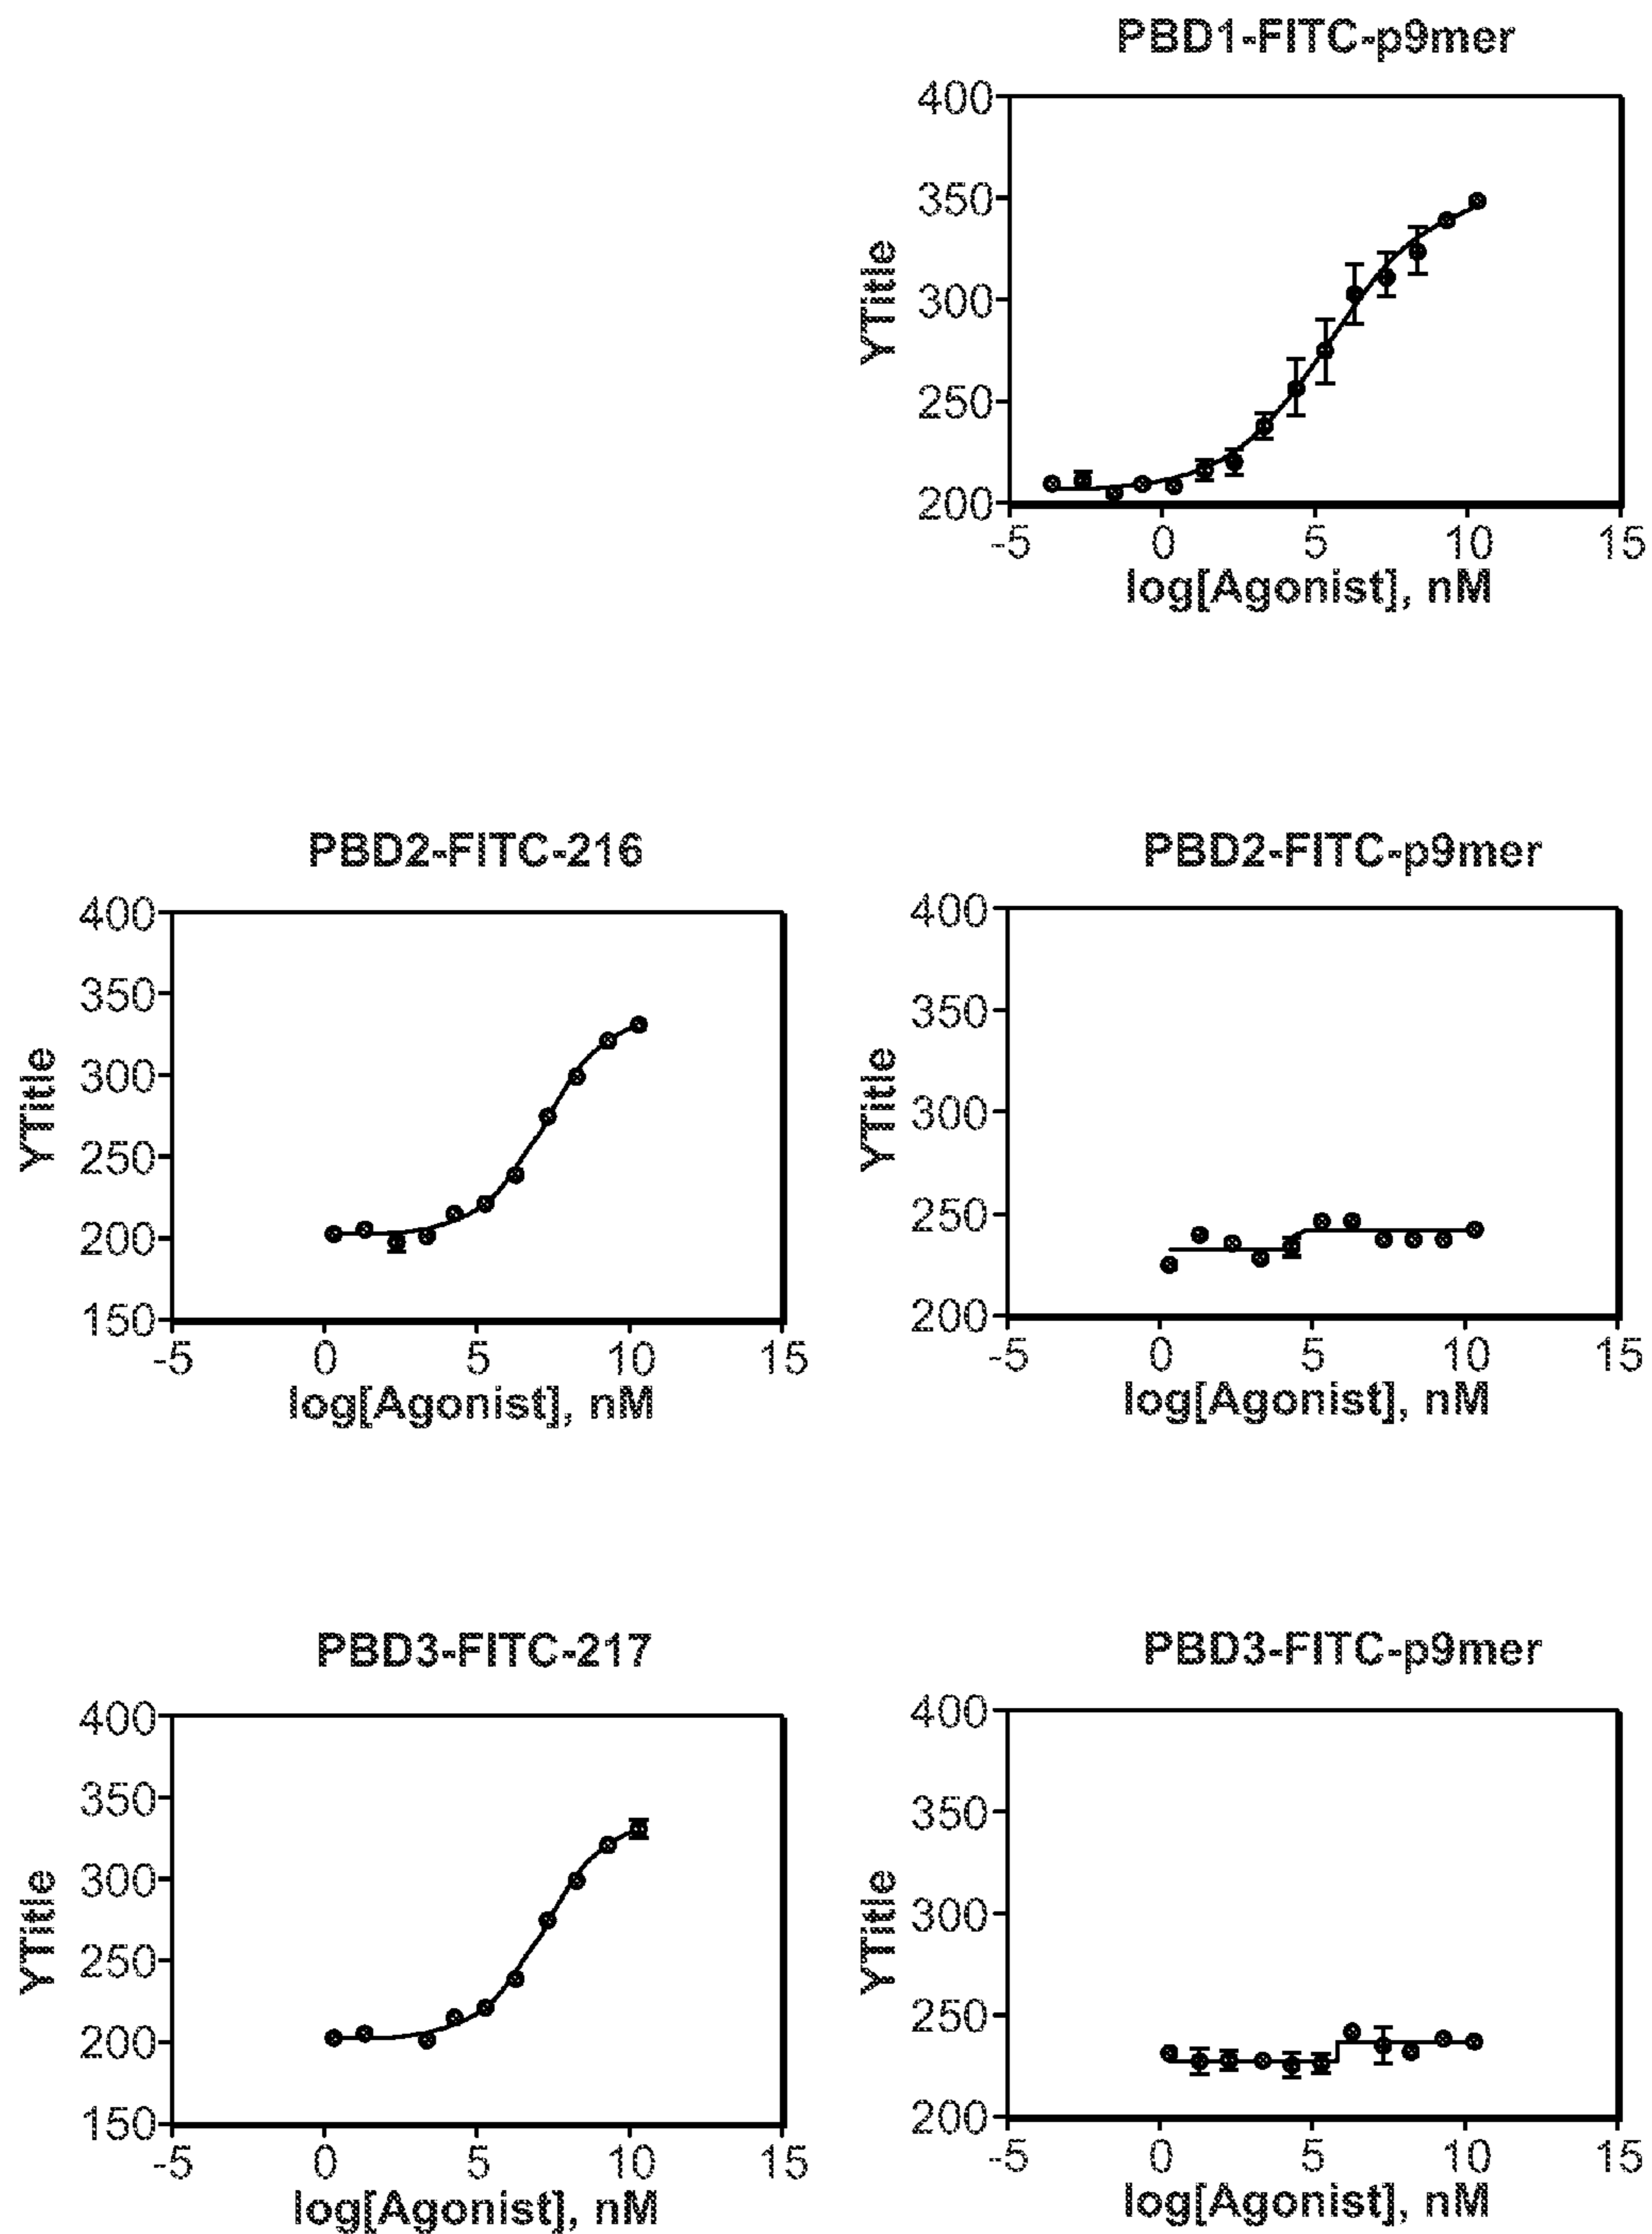 PBD1-FITC-p9mer
400
350
300
250
200
YTitle
-5 0 5 10 15
log[Agonist], nM
PBD2-FITC-216
400
350
300
250
200
150
YTitle
-5 0 5 10 15
log[Agonist], nM
PBD2-FITC-p9mer
400
350
300
250
200
YTitle
-5 0 5 10 15
log[Agonist], nM
PBD3-FITC-217
400
350
300
250
200
150
YTitle
-5 0 5 10 15
log[Agonist], nM
PBD3-FITC-p9mer
400
350
300
250
200
YTitle
-5 0 5 10 15
log[Agonist], nM